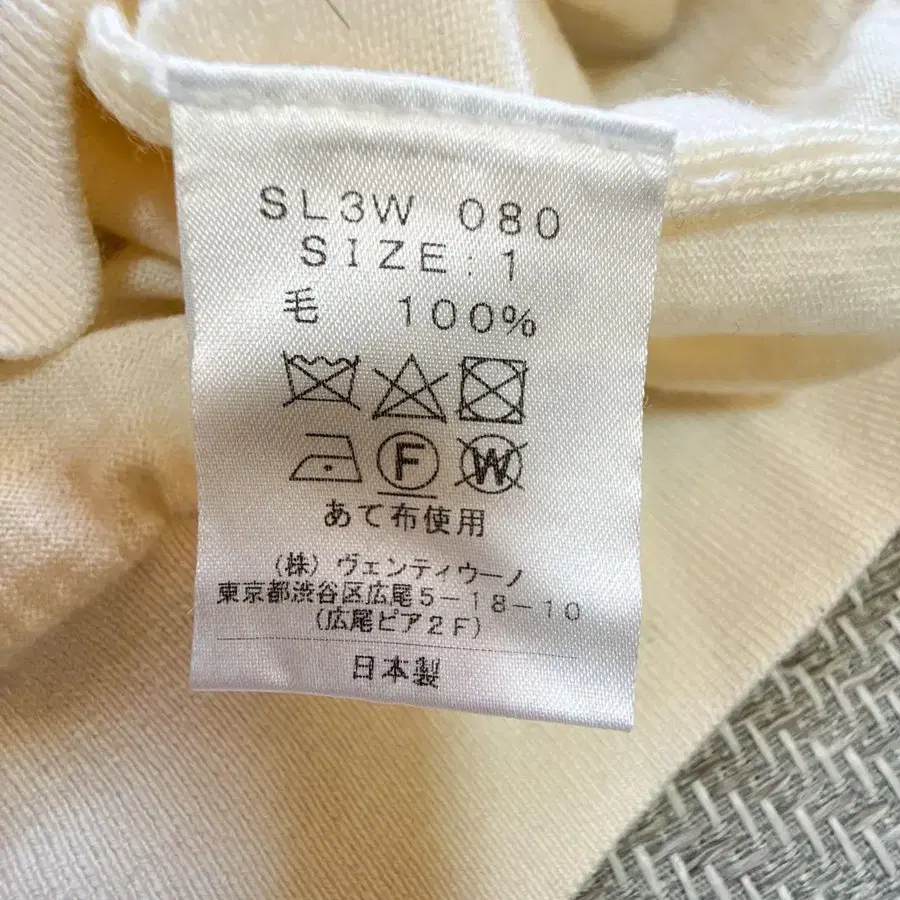 SL3W 080
SIZE:1
毛 100%
F W
あて布使用
(株)ヴェンティウーノ
東京都渋谷区広尾5-18-10
(広尾ピア2F)
日本製